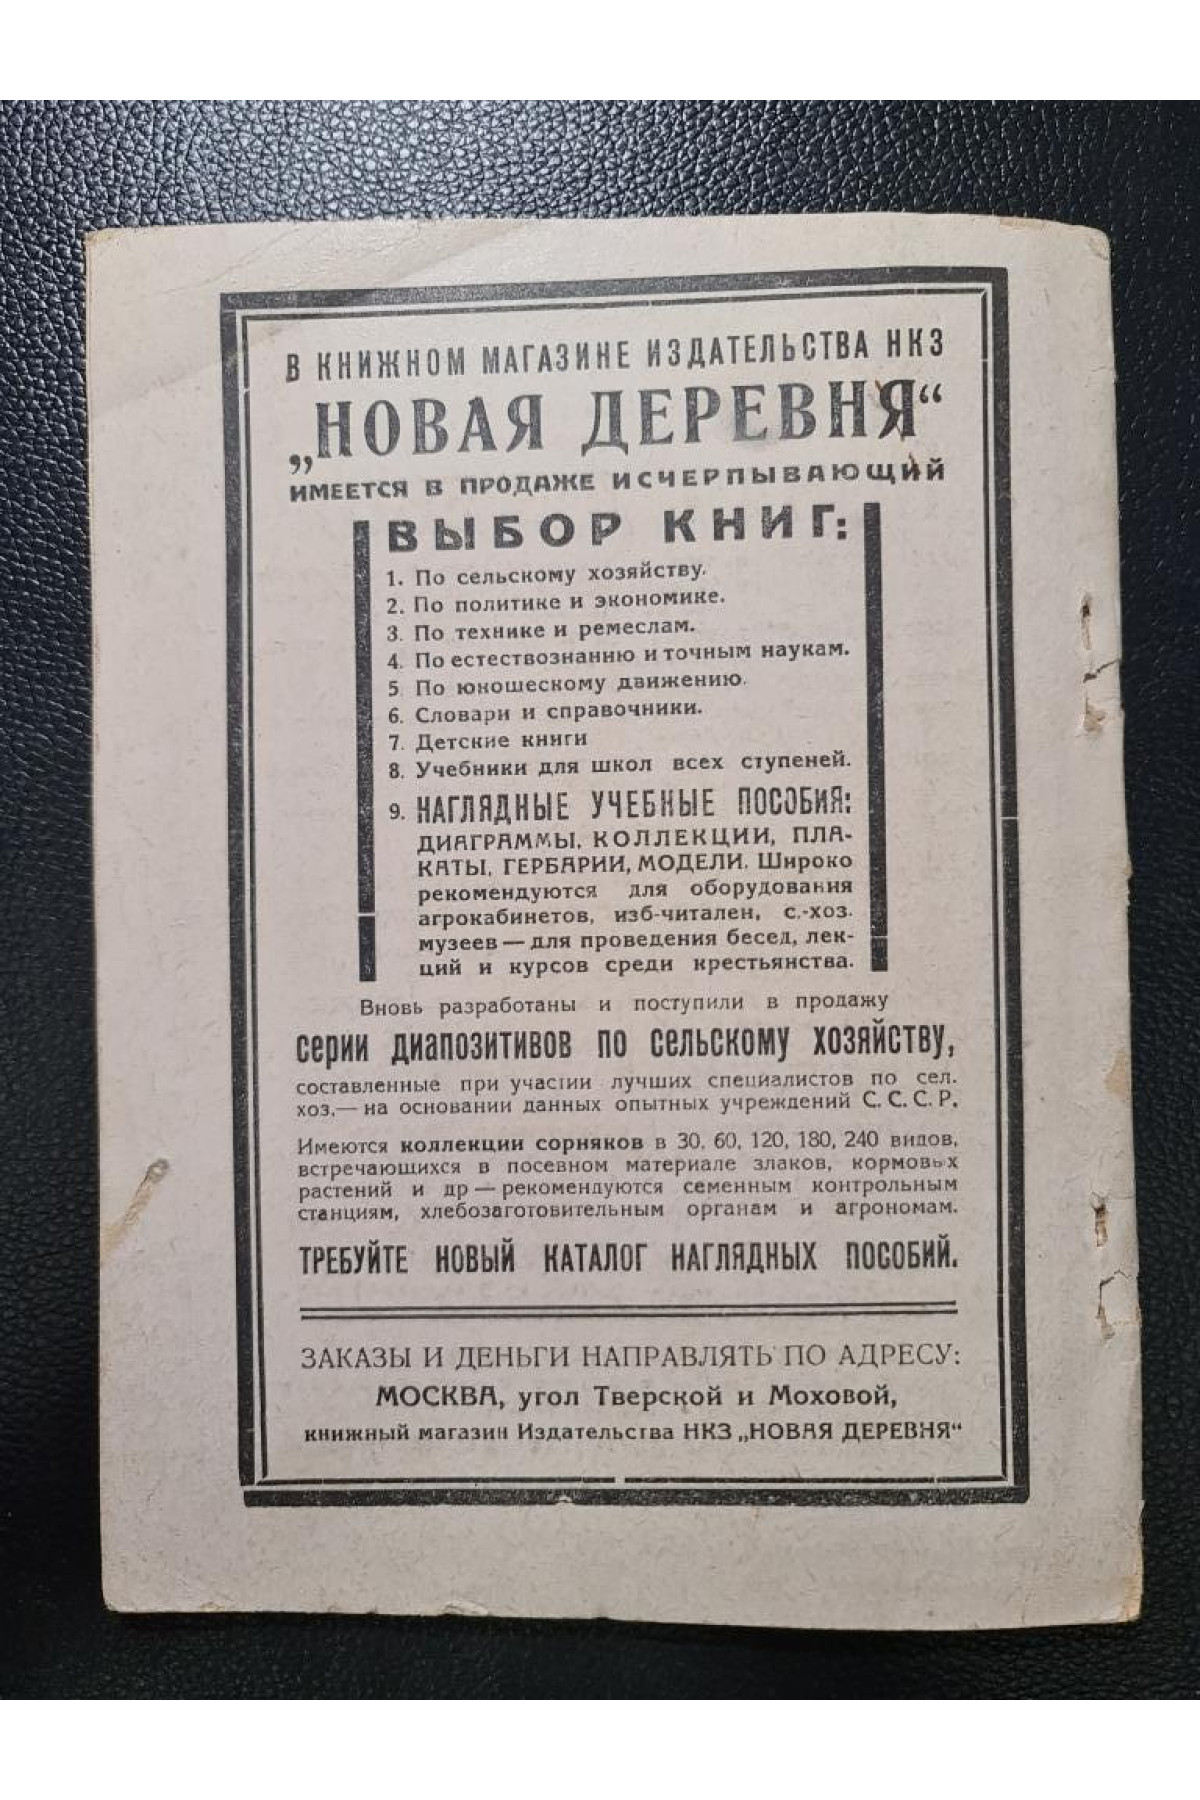 В КНИЖНОМ МАГАЗИНЕ ИЗДАТЕЛЬСТВА НКЗ
„НОВАЯ ДЕРЕВНЯ“
ИМЕЕТСЯ В ПРОДАЖЕ ИСЧЕРПЫВАЮЩИЙ
ВЫБОР КНИГ:
1. По сельскому хозяйству.
2. По политике и экономике.
3. По технике и ремеслам.
4. По естествознанию и точным наукам.
5. По юношескому движению.
6. Словари и справочники.
7. Детские книги
8. Учебники для школ всех ступеней.
9. НАГЛЯДНЫЕ УЧЕБНЫЕ ПОСОБИЯ:
ДИАГРАММЫ, КОЛЛЕКЦИИ, ПЛА-
КАТЫ, ГЕРБАРИИ, МОДЕЛИ. Широко
рекомендуются для оборудования
агрокабинетов, изб-читален, с.-хоз.
музеев — для проведения бесед, лек-
ций и курсов среди крестьянства.
Вновь разработаны и поступили в продажу
серии диапозитивов по сельскому хозяйству,
составленные при участии лучших специалистов по сел.
хоз.— на основании данных опытных учреждений С. С. С. Р.
Имеются коллекции сорняков в 30, 60, 120, 180, 240 видов,
встречающихся в посевном материале злаков, кормовых
растений и др — рекомендуются семенным контрольным
станциям, хлебозаготовительным органам и агрономам.
ТРЕБУЙТЕ НОВЫЙ КАТАЛОГ НАГЛЯДНЫХ ПОСОБИЙ.
ЗАКАЗЫ И ДЕНЬГИ НАПРАВЛЯТЬ ПО АДРЕСУ:
МОСКВА, угол Тверской и Моховой,
книжный магазин Издательства НКЗ „НОВАЯ ДЕРЕВНЯ“